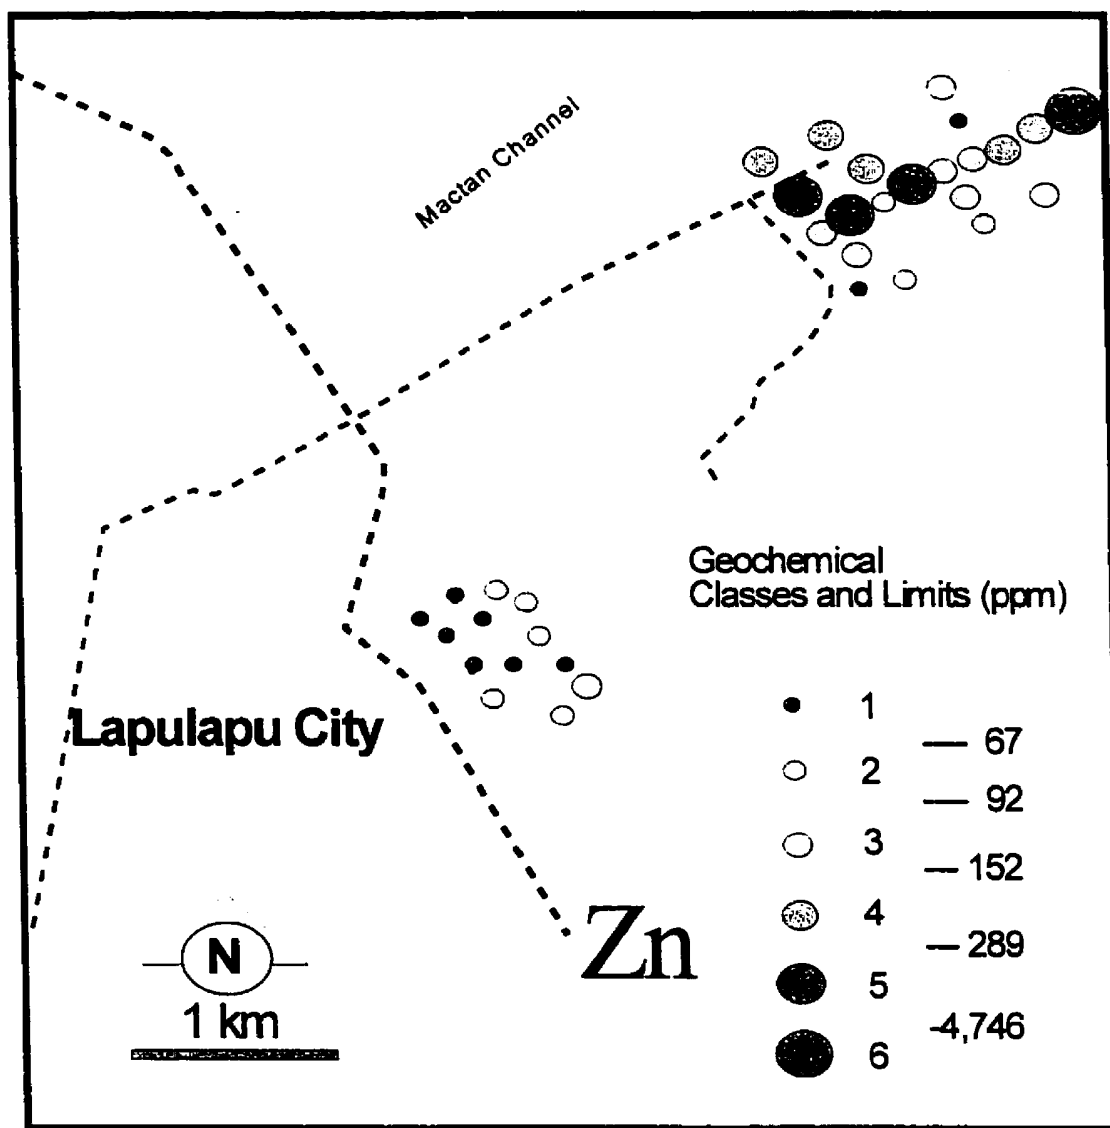 Mactan Channel
Geochemical
Classes and Limits (ppm)
1
67
2
92
3
152
4
289
5
-4,746
6
Lapulapu City
Zn
N
1 km